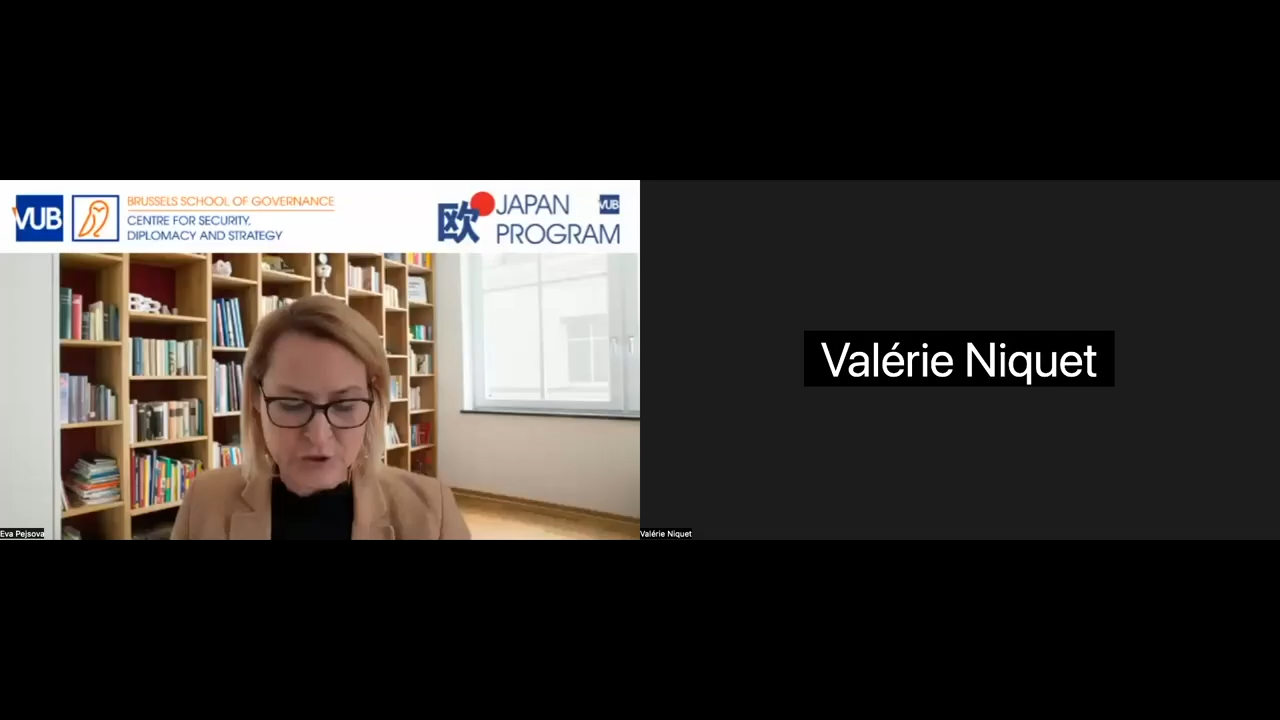 VUB
BRUSSELS SCHOOL OF GOVERNANCE
CENTRE FOR SECURITY,
DIPLOMACY AND STRATEGY
欧
JAPAN
PROGRAM
VUB
Valérie Niquet
Eva Pejsova
Valérie Niquet